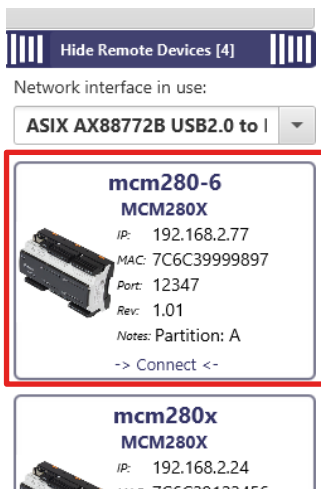 Hide Remote Devices [4]
Network interface in use:
ASIX AX88772B USB2.0 to
mcm280-6
MCM280X
IP: 192.168.2.77
MAC: 7C6C39999897
Port: 12347
Rev: 1.01
Notes: Partition: A
-> Connect <-
mcm280x
MCM280X
IP: 192.168.2.24